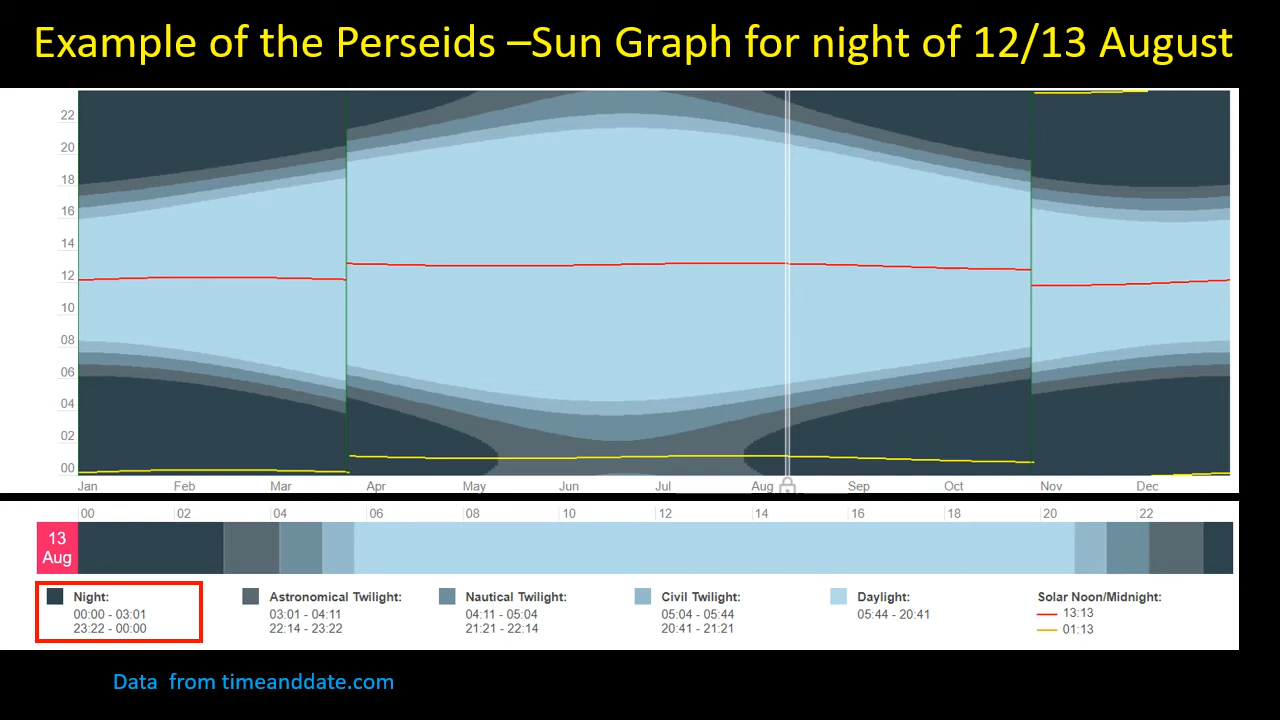 Example of the Perseids –Sun Graph for night of 12/13 August
22
20
18
16
14
12
10
08
06
04
02
00
Jan Feb Mar Apr May Jun Jul Aug Sep Oct Nov Dec
00 02 04 06 08 10 12 14 16 18 20 22
13
Aug
Night: Astronomical Twilight: Nautical Twilight: Civil Twilight: Daylight: Solar Noon/Midnight:
00:00 - 03:01 03:01 - 04:11 04:11 - 05:04 05:04 - 05:44 05:44 - 20:41 13:13
23:22 - 00:00 22:14 - 23:22 21:21 - 22:14 20:41 - 21:21 01:13
Data from timeanddate.com